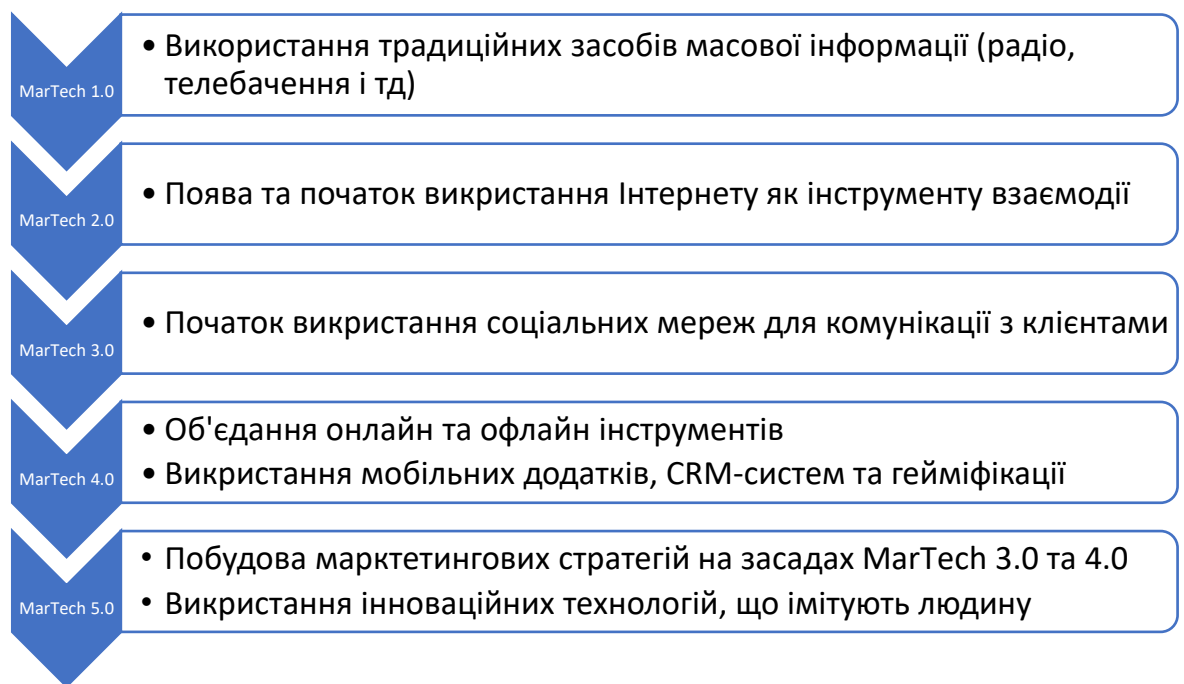 MarTech 1.0
• Використання традиційних засобів масової інформації (радіо,
телебачення і тд)
MarTech 2.0
• Поява та початок викристання Інтернету як інструменту взаємодії
MarTech 3.0
• Початок викристання соціальних мереж для комунікації з клієнтами
MarTech 4.0
• Об'єдання онлайн та офлайн інструментів
• Викристання мобільних додатків, CRM-систем та гейміфікації
MarTech 5.0
• Побудова марктетингових стратегій на засадах MarTech 3.0 та 4.0
• Викристання інноваційних технологій, що імітують людину